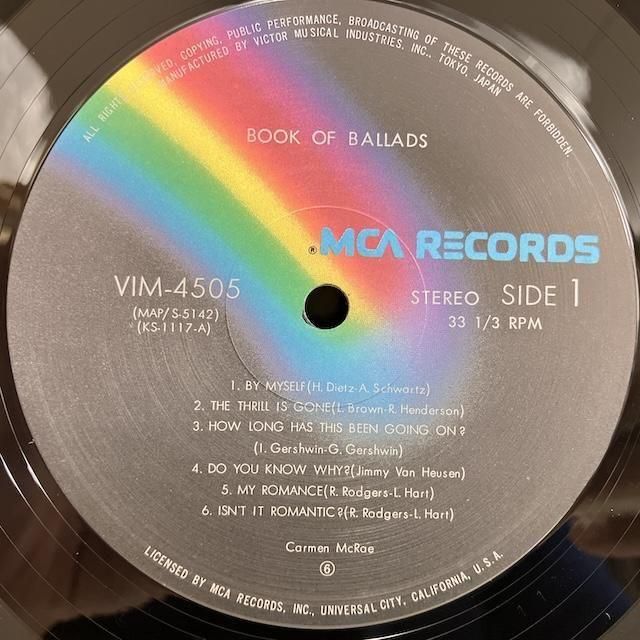 ALL RIGHTS RESERVED, COPYING, PUBLIC PERFORMANCE, BROADCASTING OF THESE RECORDS ARE FORBIDDEN.
MANUFACTURED BY VICTOR MUSICAL INDUSTRIES, INC., TOKYO, JAPAN
BOOK OF BALLADS
®MCA RECORDS
VIM-4505
(MAP/S-5142)
(KS-1117-A)
STEREO SIDE 1
33 1/3 RPM
1. BY MYSELF(H. Dietz-A. Schwartz)
2. THE THRILL IS GONE(L. Brown-R. Henderson)
3. HOW LONG HAS THIS BEEN GOING ON?
(I. Gershwin-G. Gershwin)
4. DO YOU KNOW WHY?(Jimmy Van Heusen)
5. MY ROMANCE(R. Rodgers-L. Hart)
6. ISN'T IT ROMANTIC?(R. Rodgers-L. Hart)
Carmen McRae
⑥
LICENSED BY MCA RECORDS, INC., UNIVERSAL CITY, CALIFORNIA, U.S.A.